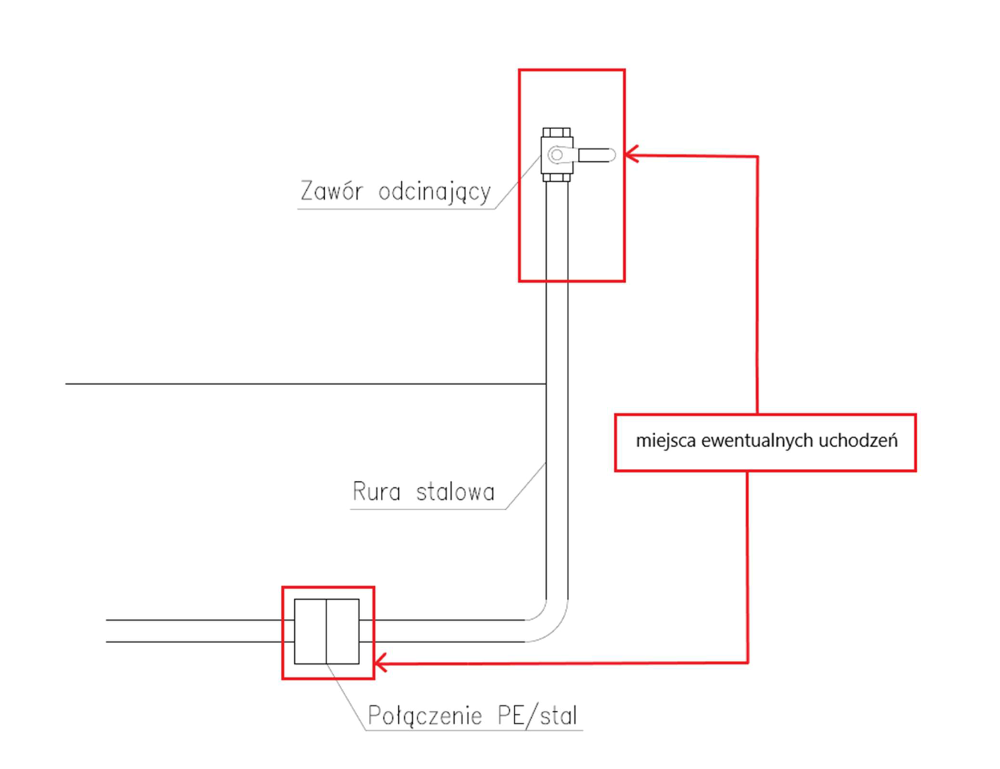 Zawór odcinający
miejsca ewentualnych uchodzeń
Rura stalowa
Połączenie PE/stal